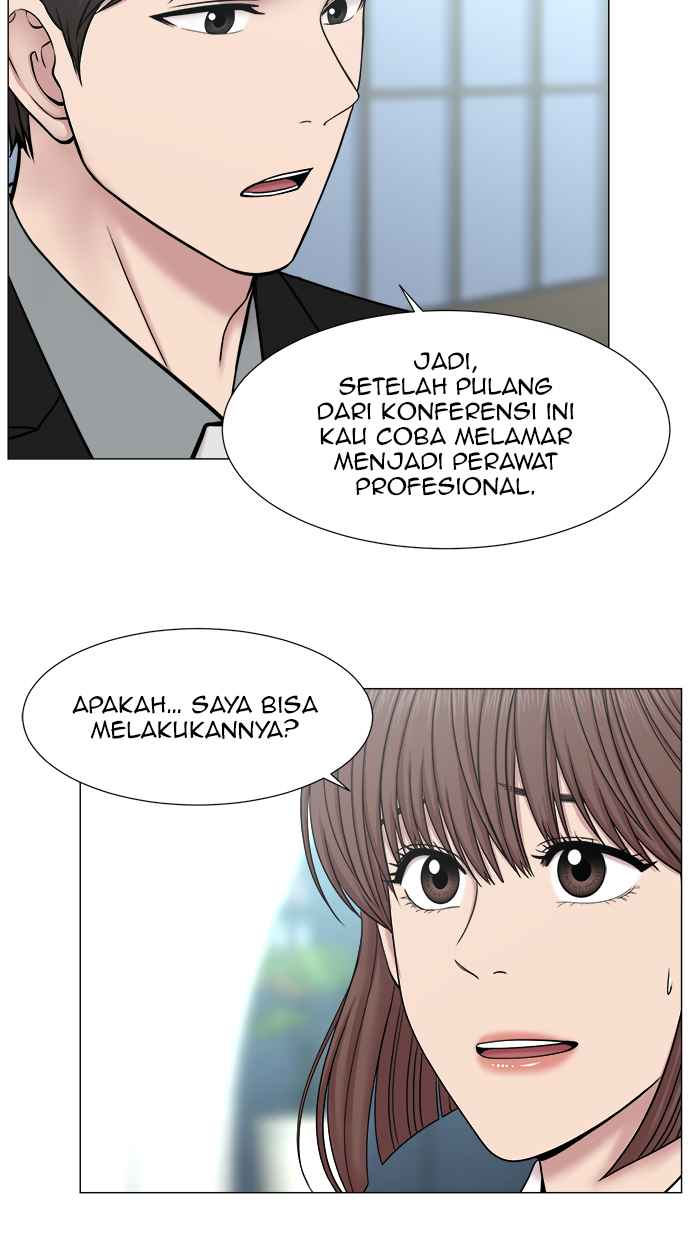 JADI,
SETELAH PULANG
DARI KONFERENSI INI
KAU COBA MELAMAR
MENJADI PERAWAT
PROFESIONAL.
APAKAH... SAYA BISA
MELAKUKANNYA?